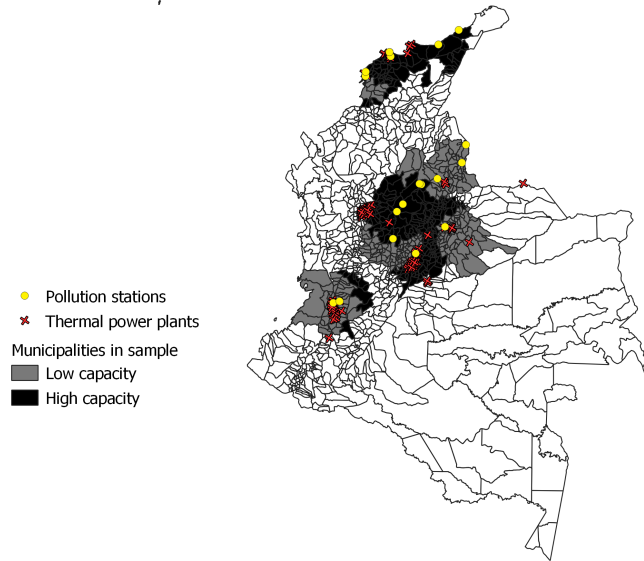 Pollution stations
Thermal power plants
Municipalities in sample
Low capacity
High capacity